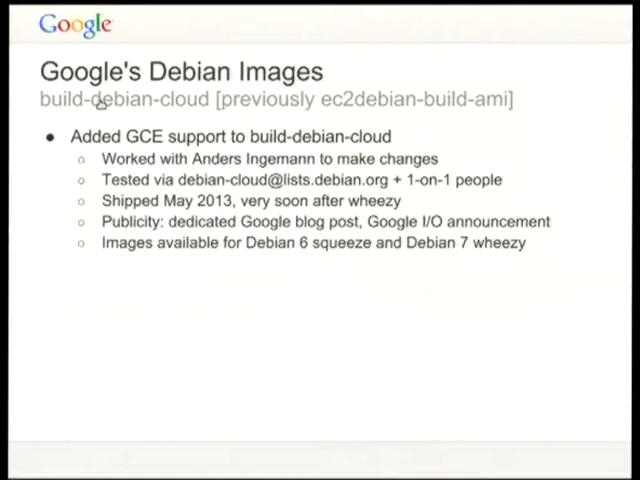 Google
Google's Debian Images
build-debian-cloud [previously ec2debian-build-ami]
● Added GCE support to build-debian-cloud
○ Worked with Anders Ingemann to make changes
○ Tested via debian-cloud@lists.debian.org + 1-on-1 people
○ Shipped May 2013, very soon after wheezy
○ Publicity: dedicated Google blog post, Google I/O announcement
○ Images available for Debian 6 squeeze and Debian 7 wheezy